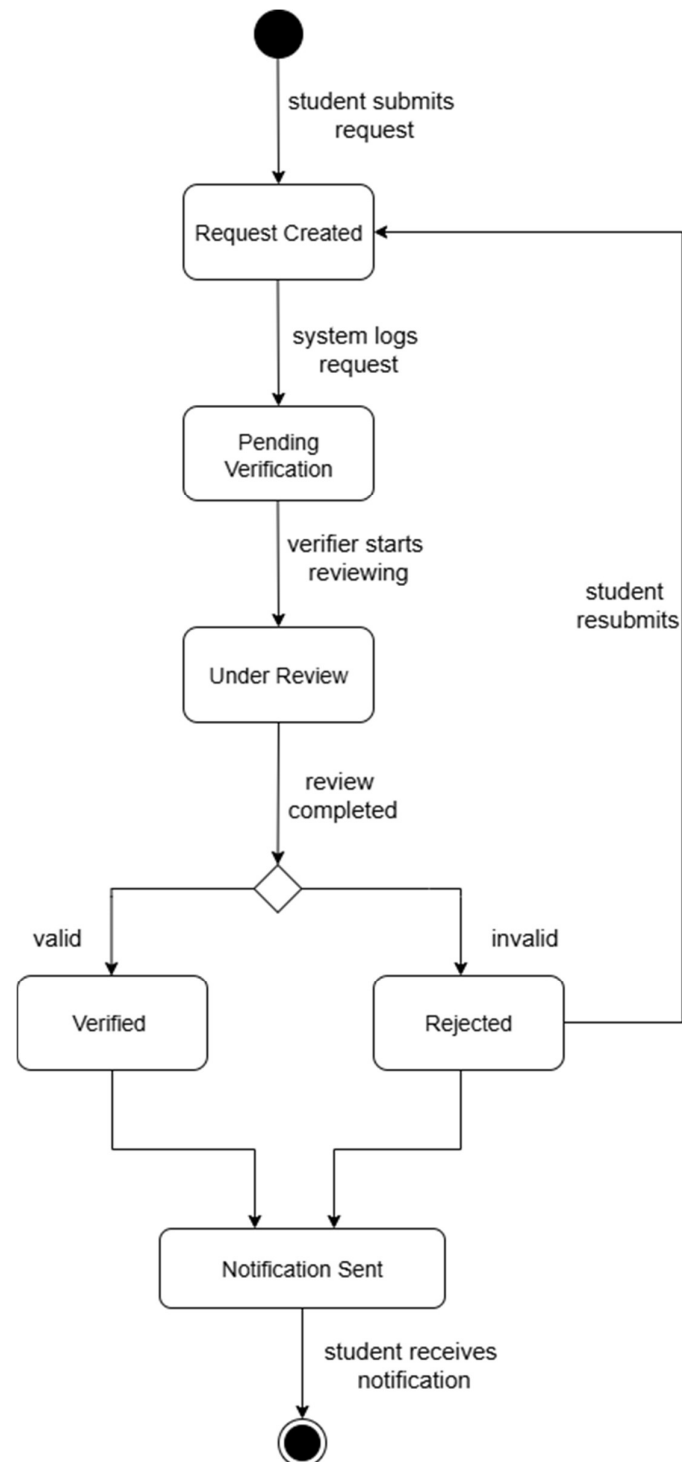 student submits
request
Request Created
system logs
request
Pending
Verification
verifier starts
reviewing
student
resubmits
Under Review
review
completed
valid
invalid
Verified
Rejected
Notification Sent
student receives
notification